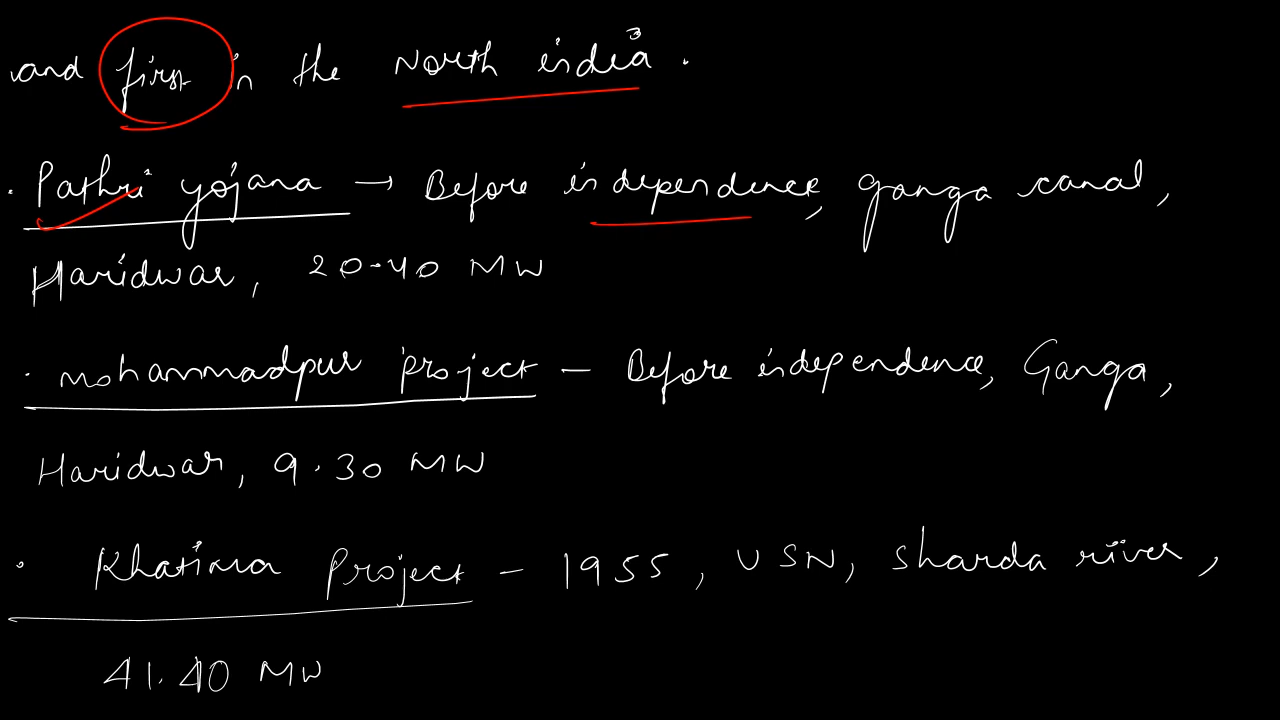 and first in the North india.
. Pathri yojana → Before independence, ganga canal,
Haridwar, 20.40 MW
. mohammadpur project - Before independence, Ganga,
Haridwar, 9.30 MW
. Khatima Project - 1955, USN, sharda river,
41.40 MW